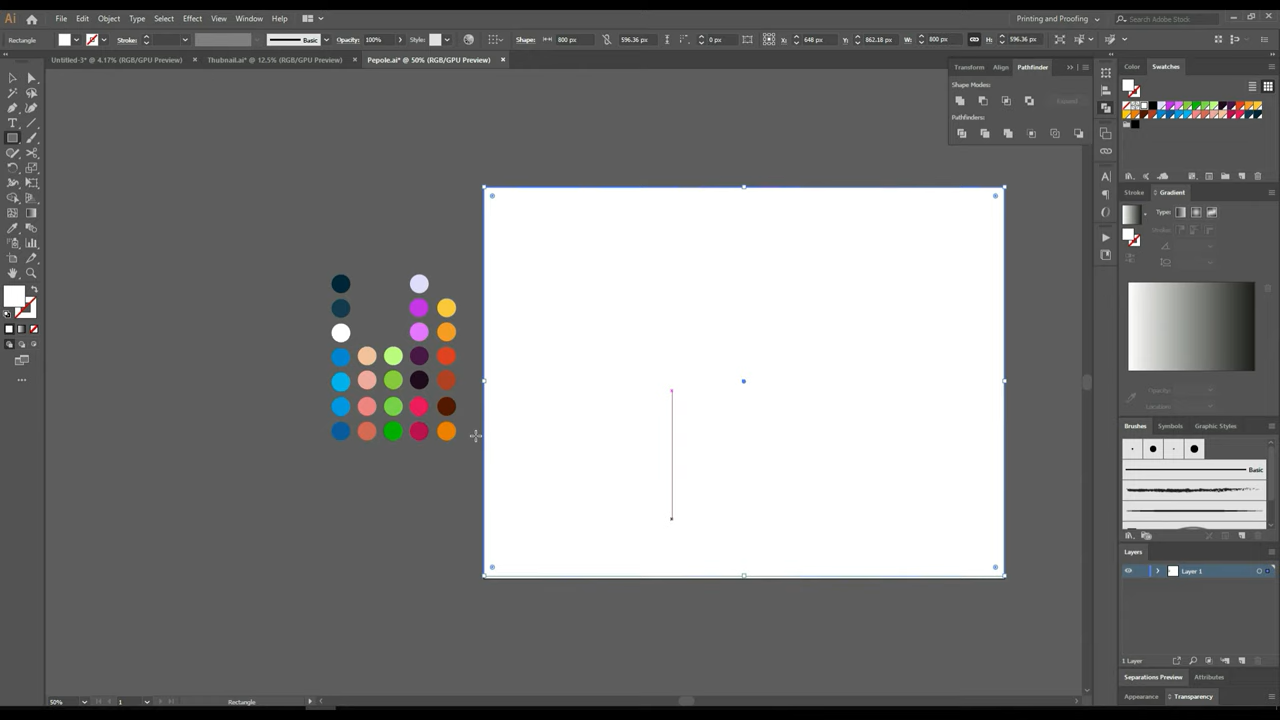 Ai File Edit Object Type Select Effect View Window Help Printing and Proofing Search Adobe Stock
Rectangle Stroke: Basic Opacity: 100% Style: Shape: 800 px 596.36 px 0 px X: 648 px Y: 862.18 px W: 800 px H: 596.36 px
Untitled-3* @ 4.17% (RGB/GPU Preview) × Thubnail.ai* @ 12.5% (RGB/GPU Preview) × Pepole.ai* @ 50% (RGB/GPU Preview) ×
Transform Align Pathfinder
Shape Modes:
Expand
Pathfinders:
Color Swatches
Stroke Gradient
Type:
Stroke:
Opacity:
Location:
Brushes Symbols Graphic Styles
Basic
Layers
Layer 1
1 Layer
Separations Preview Attributes
Appearance Transparency
50% 1 Rectangle